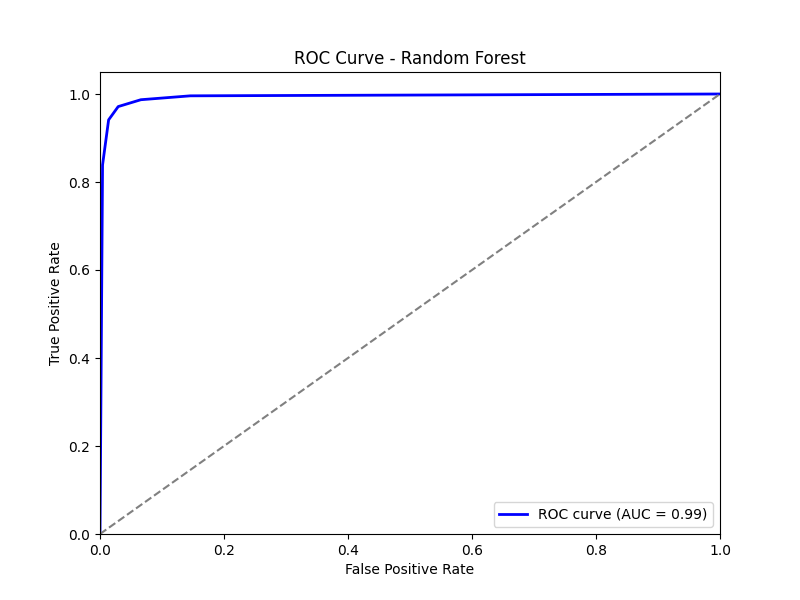 ROC Curve - Random Forest
True Positive Rate
1.0
0.8
0.6
0.4
0.2
0.0
ROC curve (AUC = 0.99)
0.0 0.2 0.4 0.6 0.8 1.0
False Positive Rate